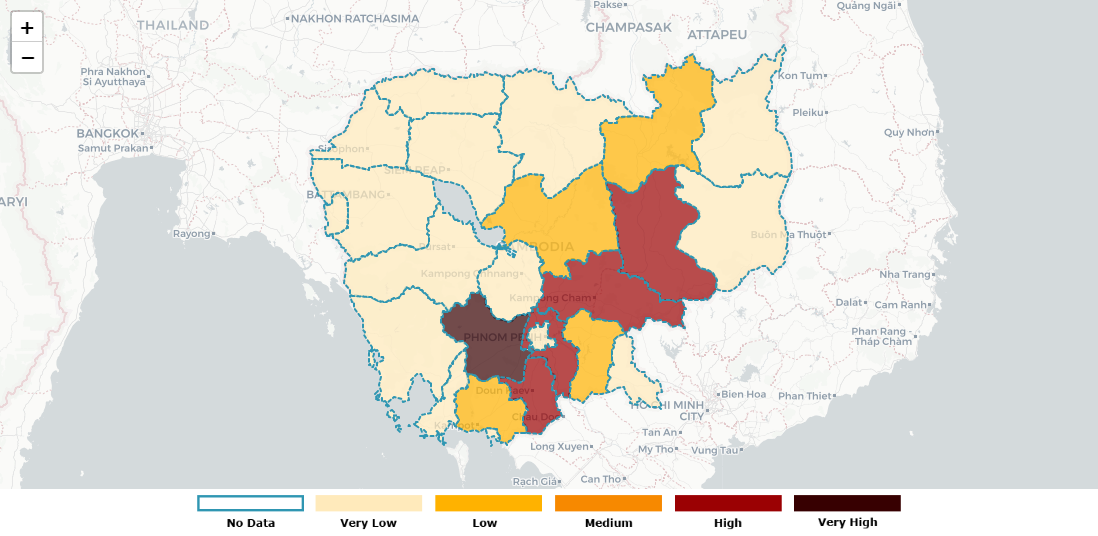 +
−
THAILAND
NAKHON RATCHASIMA
Pakse
Quảng Ngãi
CHAMPASAK
ATTAPEU
Phra Nakhon
Si Ayutthaya
Kon Tum
Pleiku
BANGKOK
Samut Prakan
Quy Nhơn
Sisophon
SIEM REAP
BATTAMBANG
ARYI
Rayong
Pursat
CAMBODIA
Buôn Ma Thuột
Kampong Chhnang
Nha Trang
Kampong Cham
Dalat
Cam Ranh
PHNOM PENH
Phan Rang -
Tháp Chàm
Doun Kaev
Bien Hoa
Phan Thiet
HO CHI MINH
CITY
Chau Doc
Kampot
Tan An
Long Xuyen
My Tho
Vung Tau
Rạch Giá
Can Tho
No Data
Very Low
Low
Medium
High
Very High